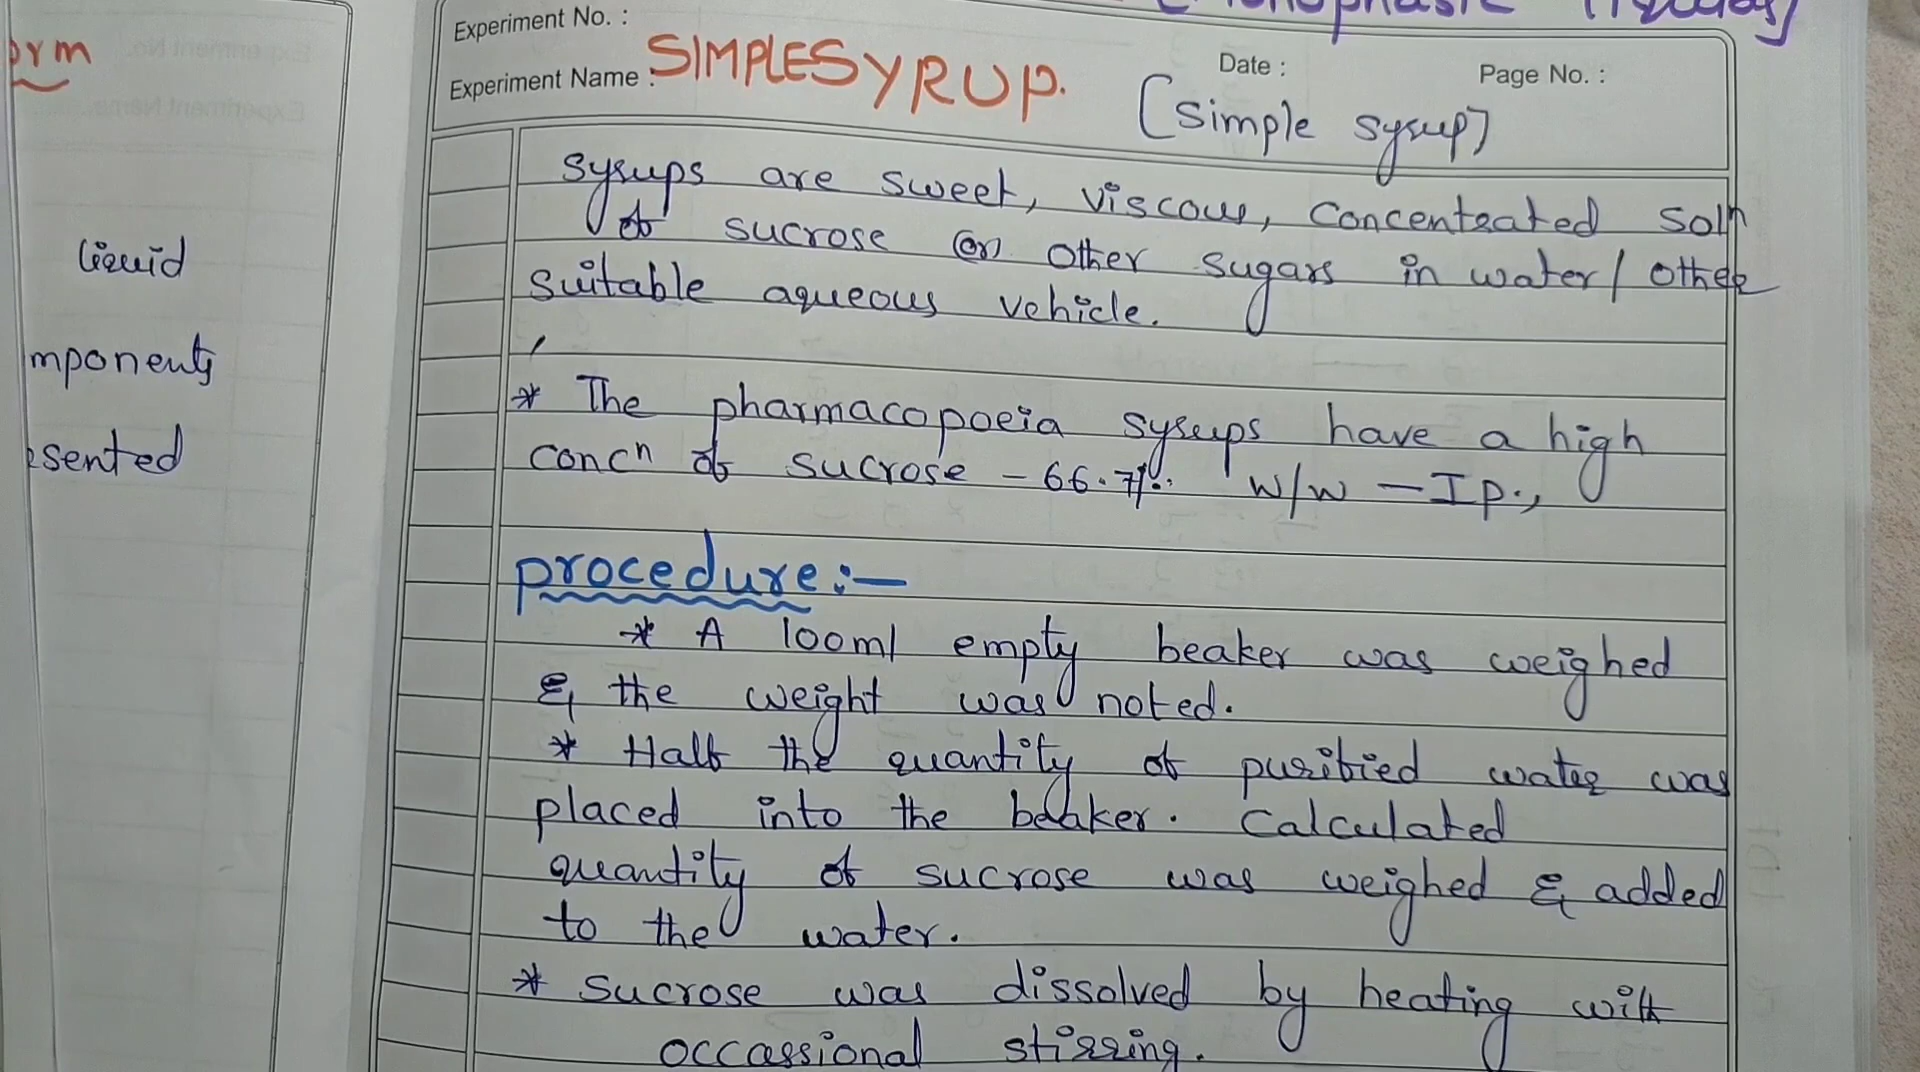 orm
liquid
mponents
esented
Experiment No. :
Experiment Name :
SIMPLE SYRUP.
Date :
Page No. :
[simple syrup]
Syrups are sweet, viscous, concentrated soln
of sucrose (or) other sugars in water/other
suitable aqueous vehicle.
* The pharmacopoeia syrups have a high
concn of sucrose - 66.7%. w/w - Ip.,
procedure:-
* A 100ml empty beaker was weighed
& the weight was noted.
* Half the quantity of purified water was
placed into the beaker. Calculated
quantity of sucrose was weighed & added
to the water.
* Sucrose was dissolved by heating with
occassional stirring.